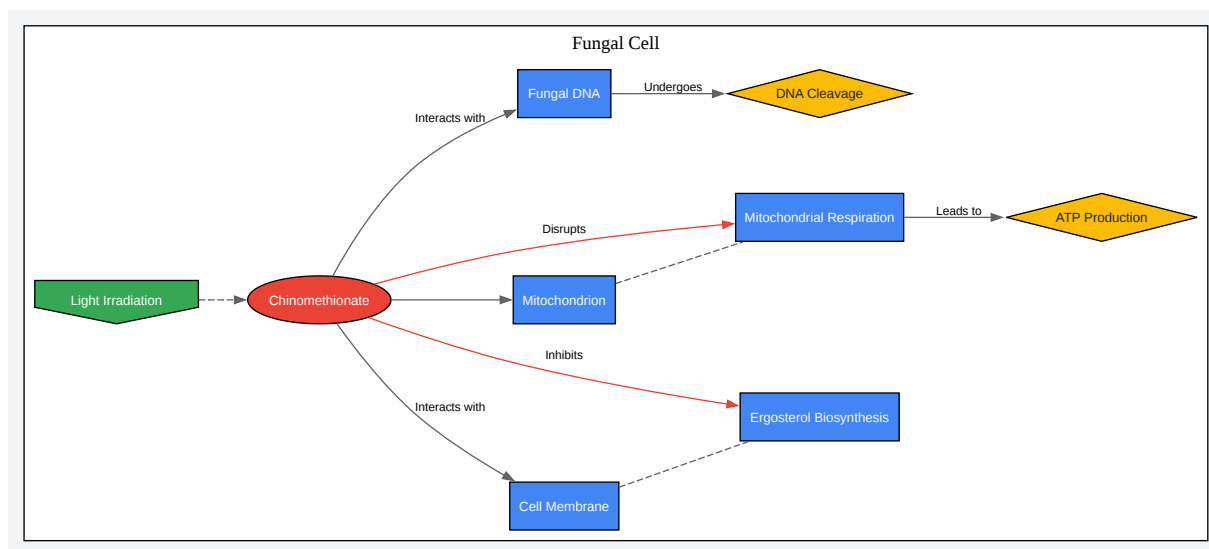 Fungal Cell
Fungal DNA
Undergoes
DNA Cleavage
Interacts with
Mitochondrial Respiration
Leads to
ATP Production
Disrupts
Light Irradiation
Chinomethionate
Mitochondrion
Inhibits
Interacts with
Ergosterol Biosynthesis
Cell Membrane